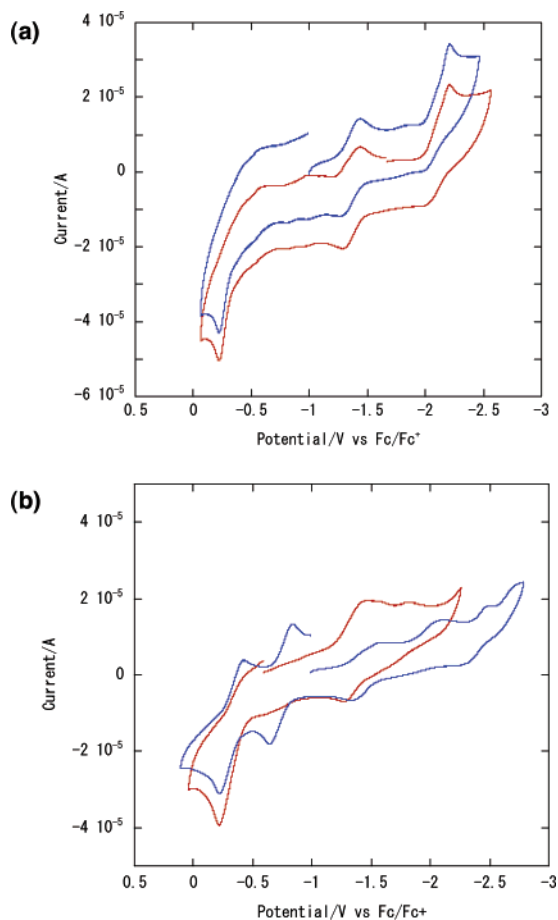 (a)
4 10⁻⁵
2 10⁻⁵
0
-2 10⁻⁵
-4 10⁻⁵
-6 10⁻⁵
Current/A
0.5 0 -0.5 -1 -1.5 -2 -2.5 -3
Potential/V vs Fc/Fc⁺
(b)
4 10⁻⁵
2 10⁻⁵
0
-2 10⁻⁵
-4 10⁻⁵
Current/A
0.5 0 -0.5 -1 -1.5 -2 -2.5 -3
Potential/V vs Fc/Fc+